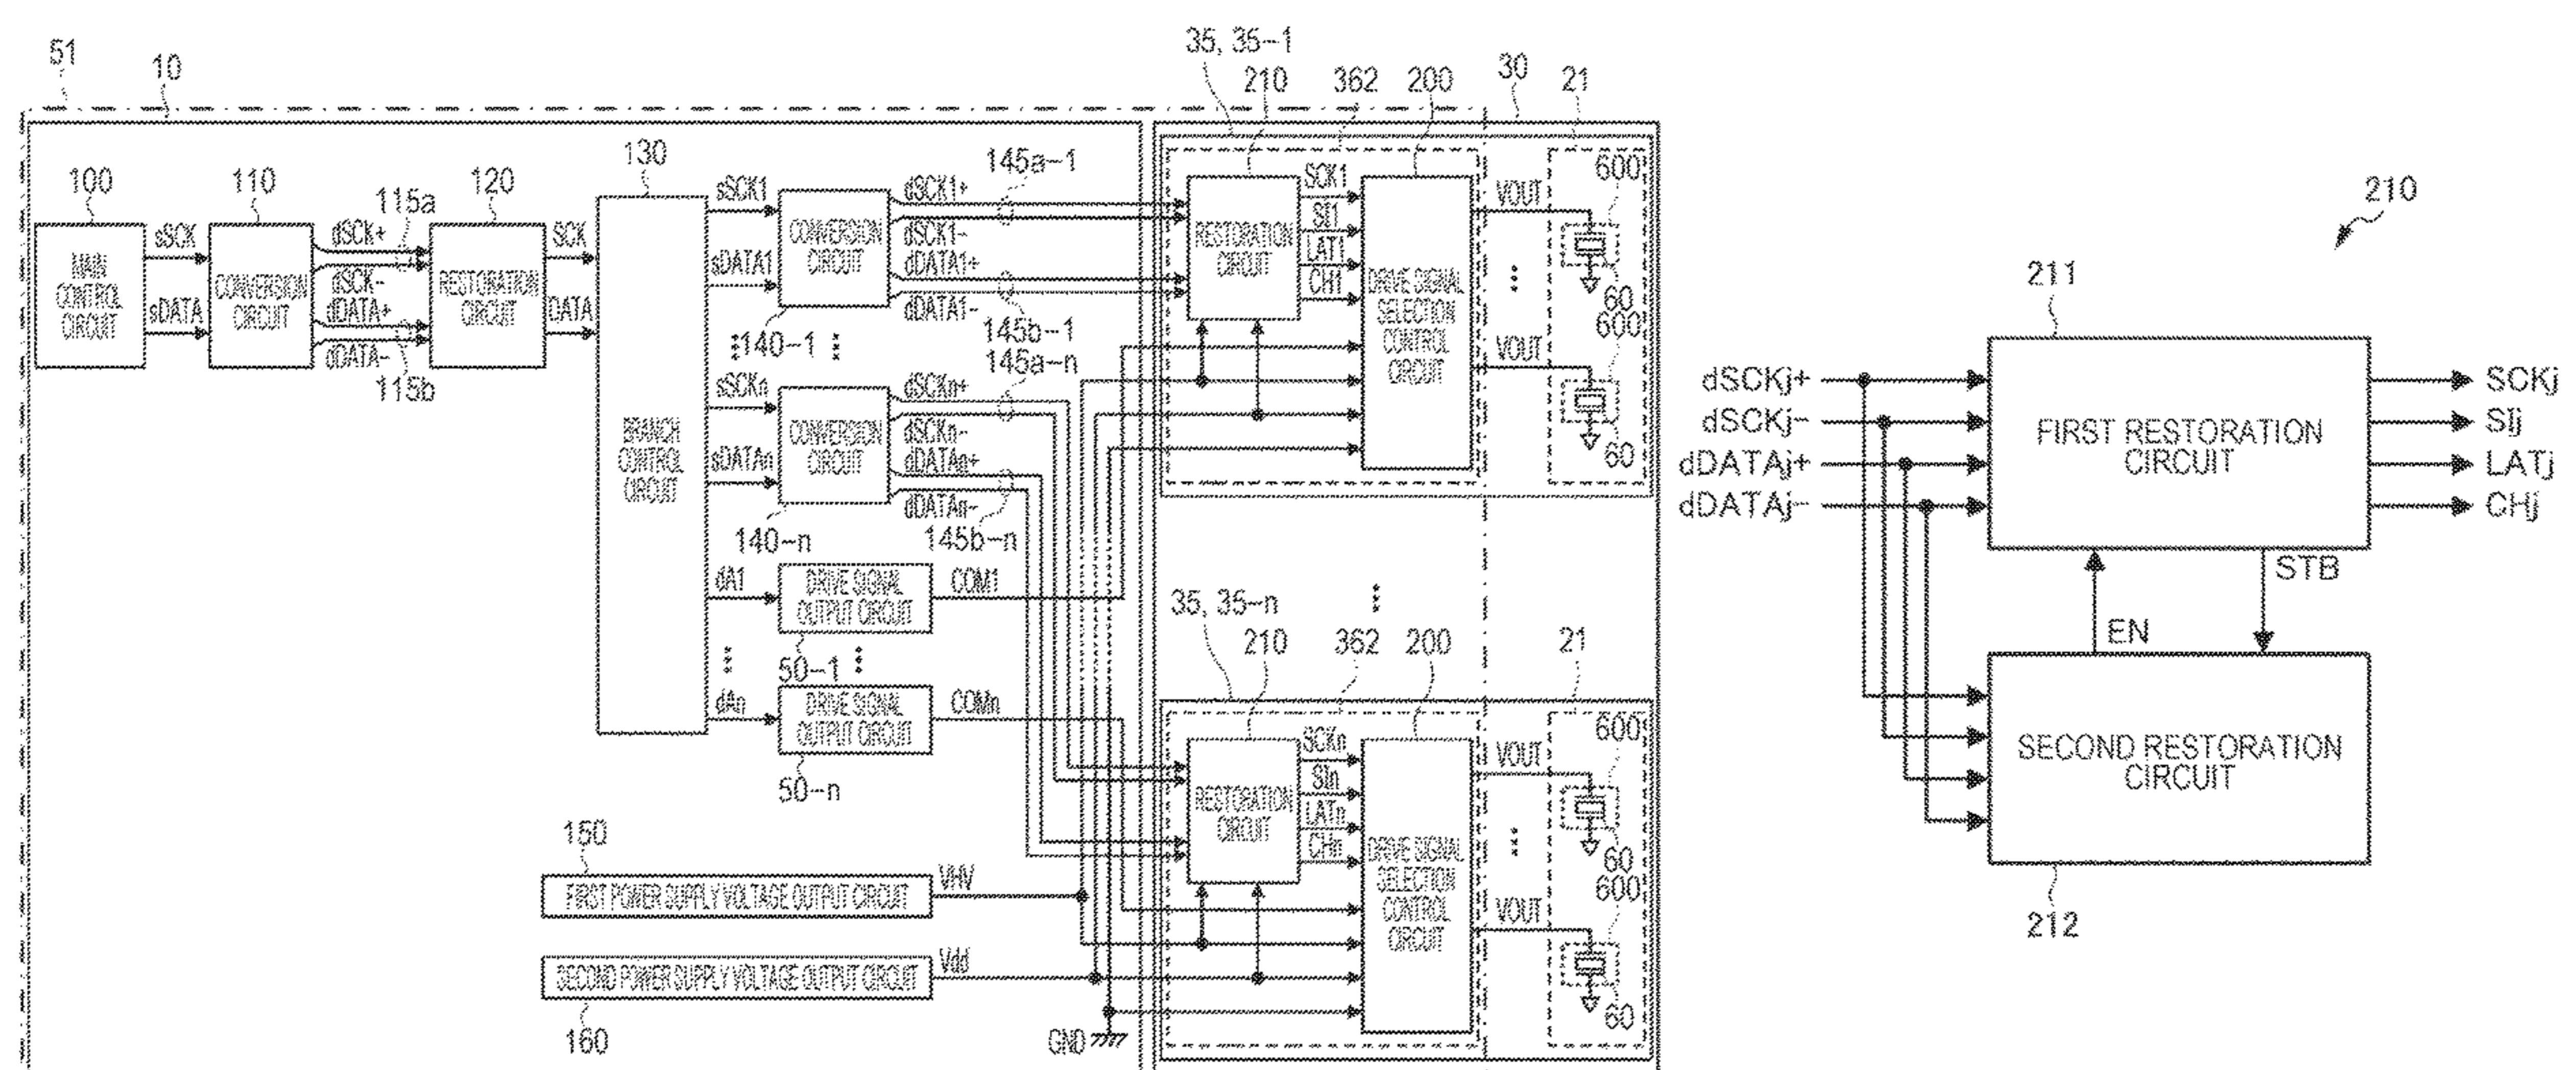 51
10
35, 35-1
210
362
200
30
21
100
sSCK
sDATA
MAIN
CONTROL
CIRCUIT
110
CONVERSION
CIRCUIT
115a
dSCK+
dSCK-
dDATA+
dDATA-
115b
120
RESTORATION
CIRCUIT
SCK
DATA
130
BRANCH
CONTROL
CIRCUIT
sSCK1
sDATA1
CONVERSION
CIRCUIT
140-1
dSCK1+
dSCK1-
dDATA1+
dDATA1-
145a-1
145b-1
145a-n
sSCKn
sDATAn
CONVERSION
CIRCUIT
140-n
dSCKn+
dSCKn-
dDATAn+
dDATAn-
145b-n
dA1
DRIVE SIGNAL
OUTPUT CIRCUIT
COM1
50-1
dAn
DRIVE SIGNAL
OUTPUT CIRCUIT
COMn
50-n
150
FIRST POWER SUPPLY VOLTAGE OUTPUT CIRCUIT
VHV
SECOND POWER SUPPLY VOLTAGE OUTPUT CIRCUIT
Vdd
160
GND
RESTORATION
CIRCUIT
SCK1
SI1
LAT1
CH1
DRIVE SIGNAL
SELECTION
CONTROL
CIRCUIT
VOUT
600
60
600
VOUT
60
35, 35-n
210
362
200
21
RESTORATION
CIRCUIT
SCKn
SIn
LATn
CHn
DRIVE SIGNAL
SELECTION
CONTROL
CIRCUIT
VOUT
600
60
600
VOUT
60
210
211
dSCKj+
dSCKj-
dDATAj+
dDATAj-
FIRST RESTORATION
CIRCUIT
SCKj
SIj
LATj
CHj
STB
EN
SECOND RESTORATION
CIRCUIT
212